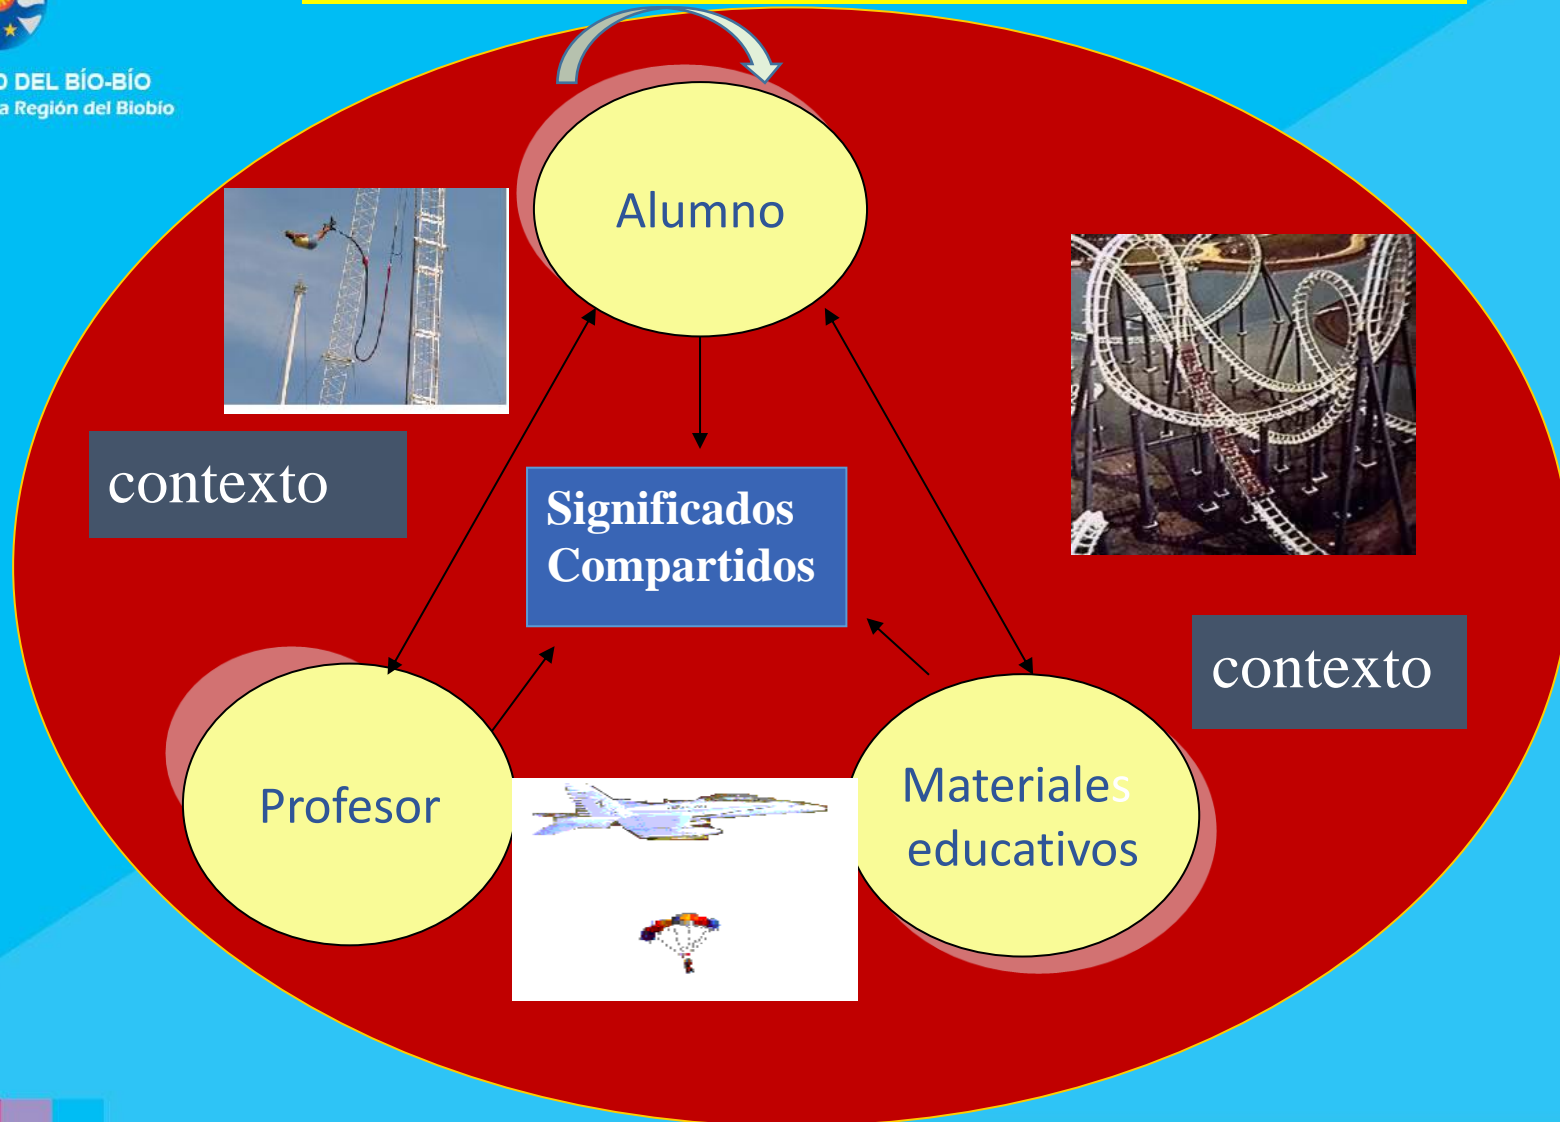 DEL BÍO-BÍO
a Región del Biobío
Alumno
contexto
Significados
Compartidos
contexto
Profesor
Materiales
educativos